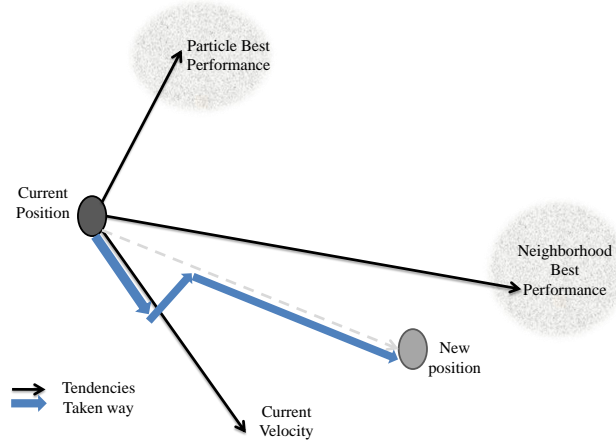 Particle Best
Performance
Current
Position
Neighborhood
Best
Performance
New
position
Tendencies
Taken way
Current
Velocity